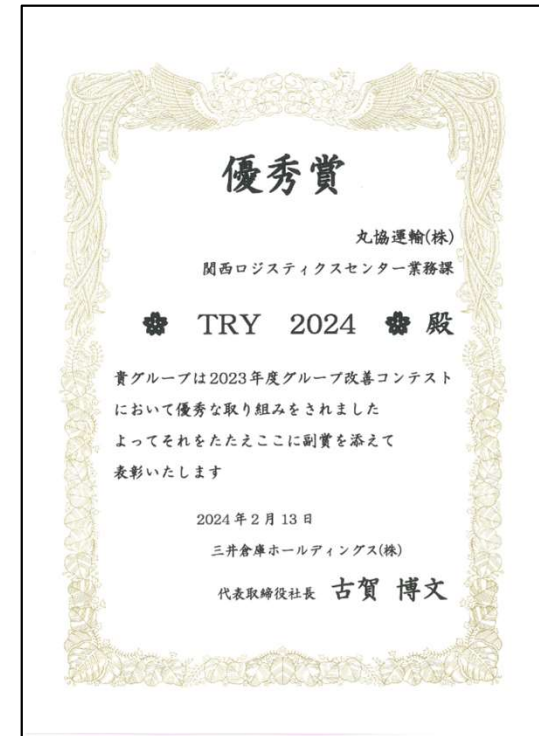 優秀賞
丸協運輸(株)
関西ロジスティクスセンター業務課
TRY 2024 殿
貴グループは2023年度グループ改善コンテスト
において優秀な取り組みをされました
よってそれをたたえここに副賞を添えて
表彰いたします
2024年2月13日
三井倉庫ホールディングス(株)
代表取締役社長 古賀 博文